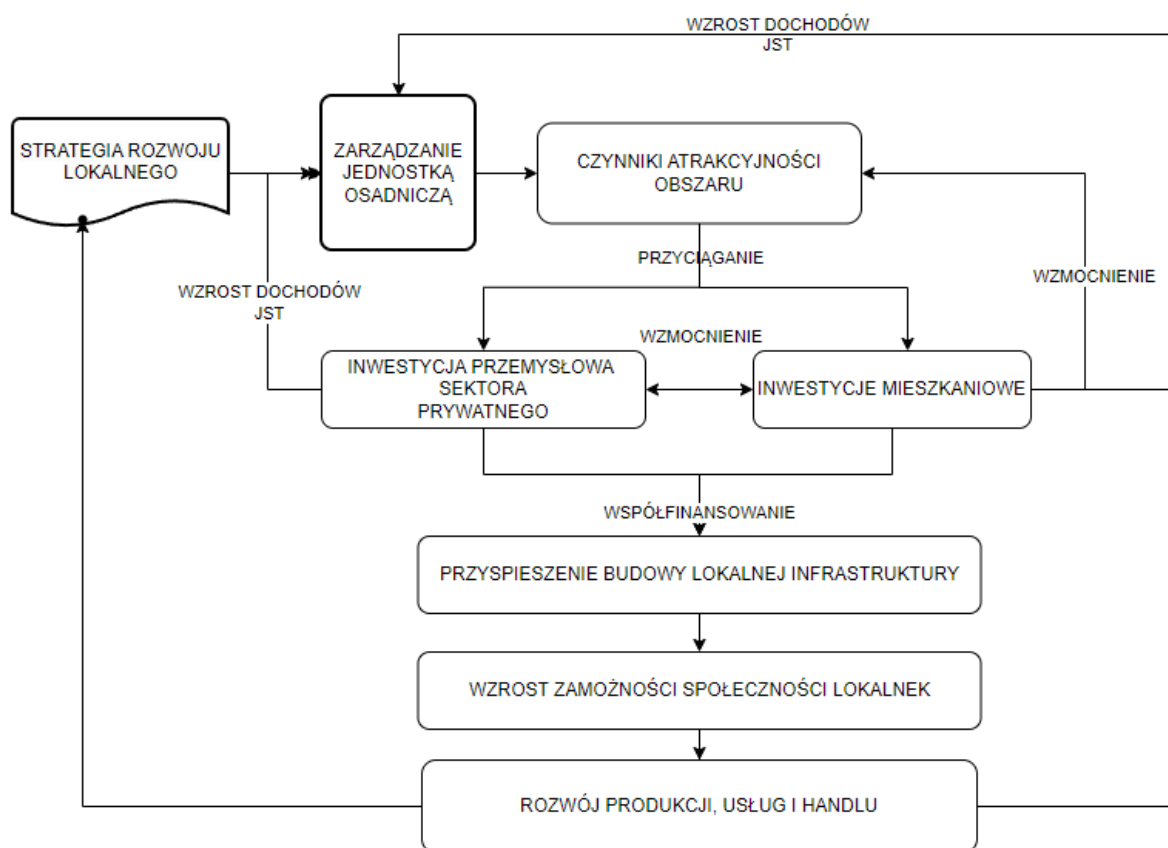 WZROST DOCHODÓW
JST
STRATEGIA ROZWOJU
LOKALNEGO
ZARZĄDZANIE
JEDNOSTKĄ
OSADNICZĄ
CZYNNIKI ATRAKCYJNOŚCI
OBSZARU
PRZYCIĄGANIE
WZMOCNIENIE
WZROST DOCHODÓW
JST
WZMOCNIENIE
INWESTYCJA PRZEMYSŁOWA
SEKTORA
PRYWATNEGO
INWESTYCJE MIESZKANIOWE
WSPÓŁFINANSOWANIE
PRZYSPIESZENIE BUDOWY LOKALNEJ INFRASTRUKTURY
WZROST ZAMOŻNOŚCI SPOŁECZNOŚCI LOKALNEK
ROZWÓJ PRODUKCJI, USŁUG I HANDLU